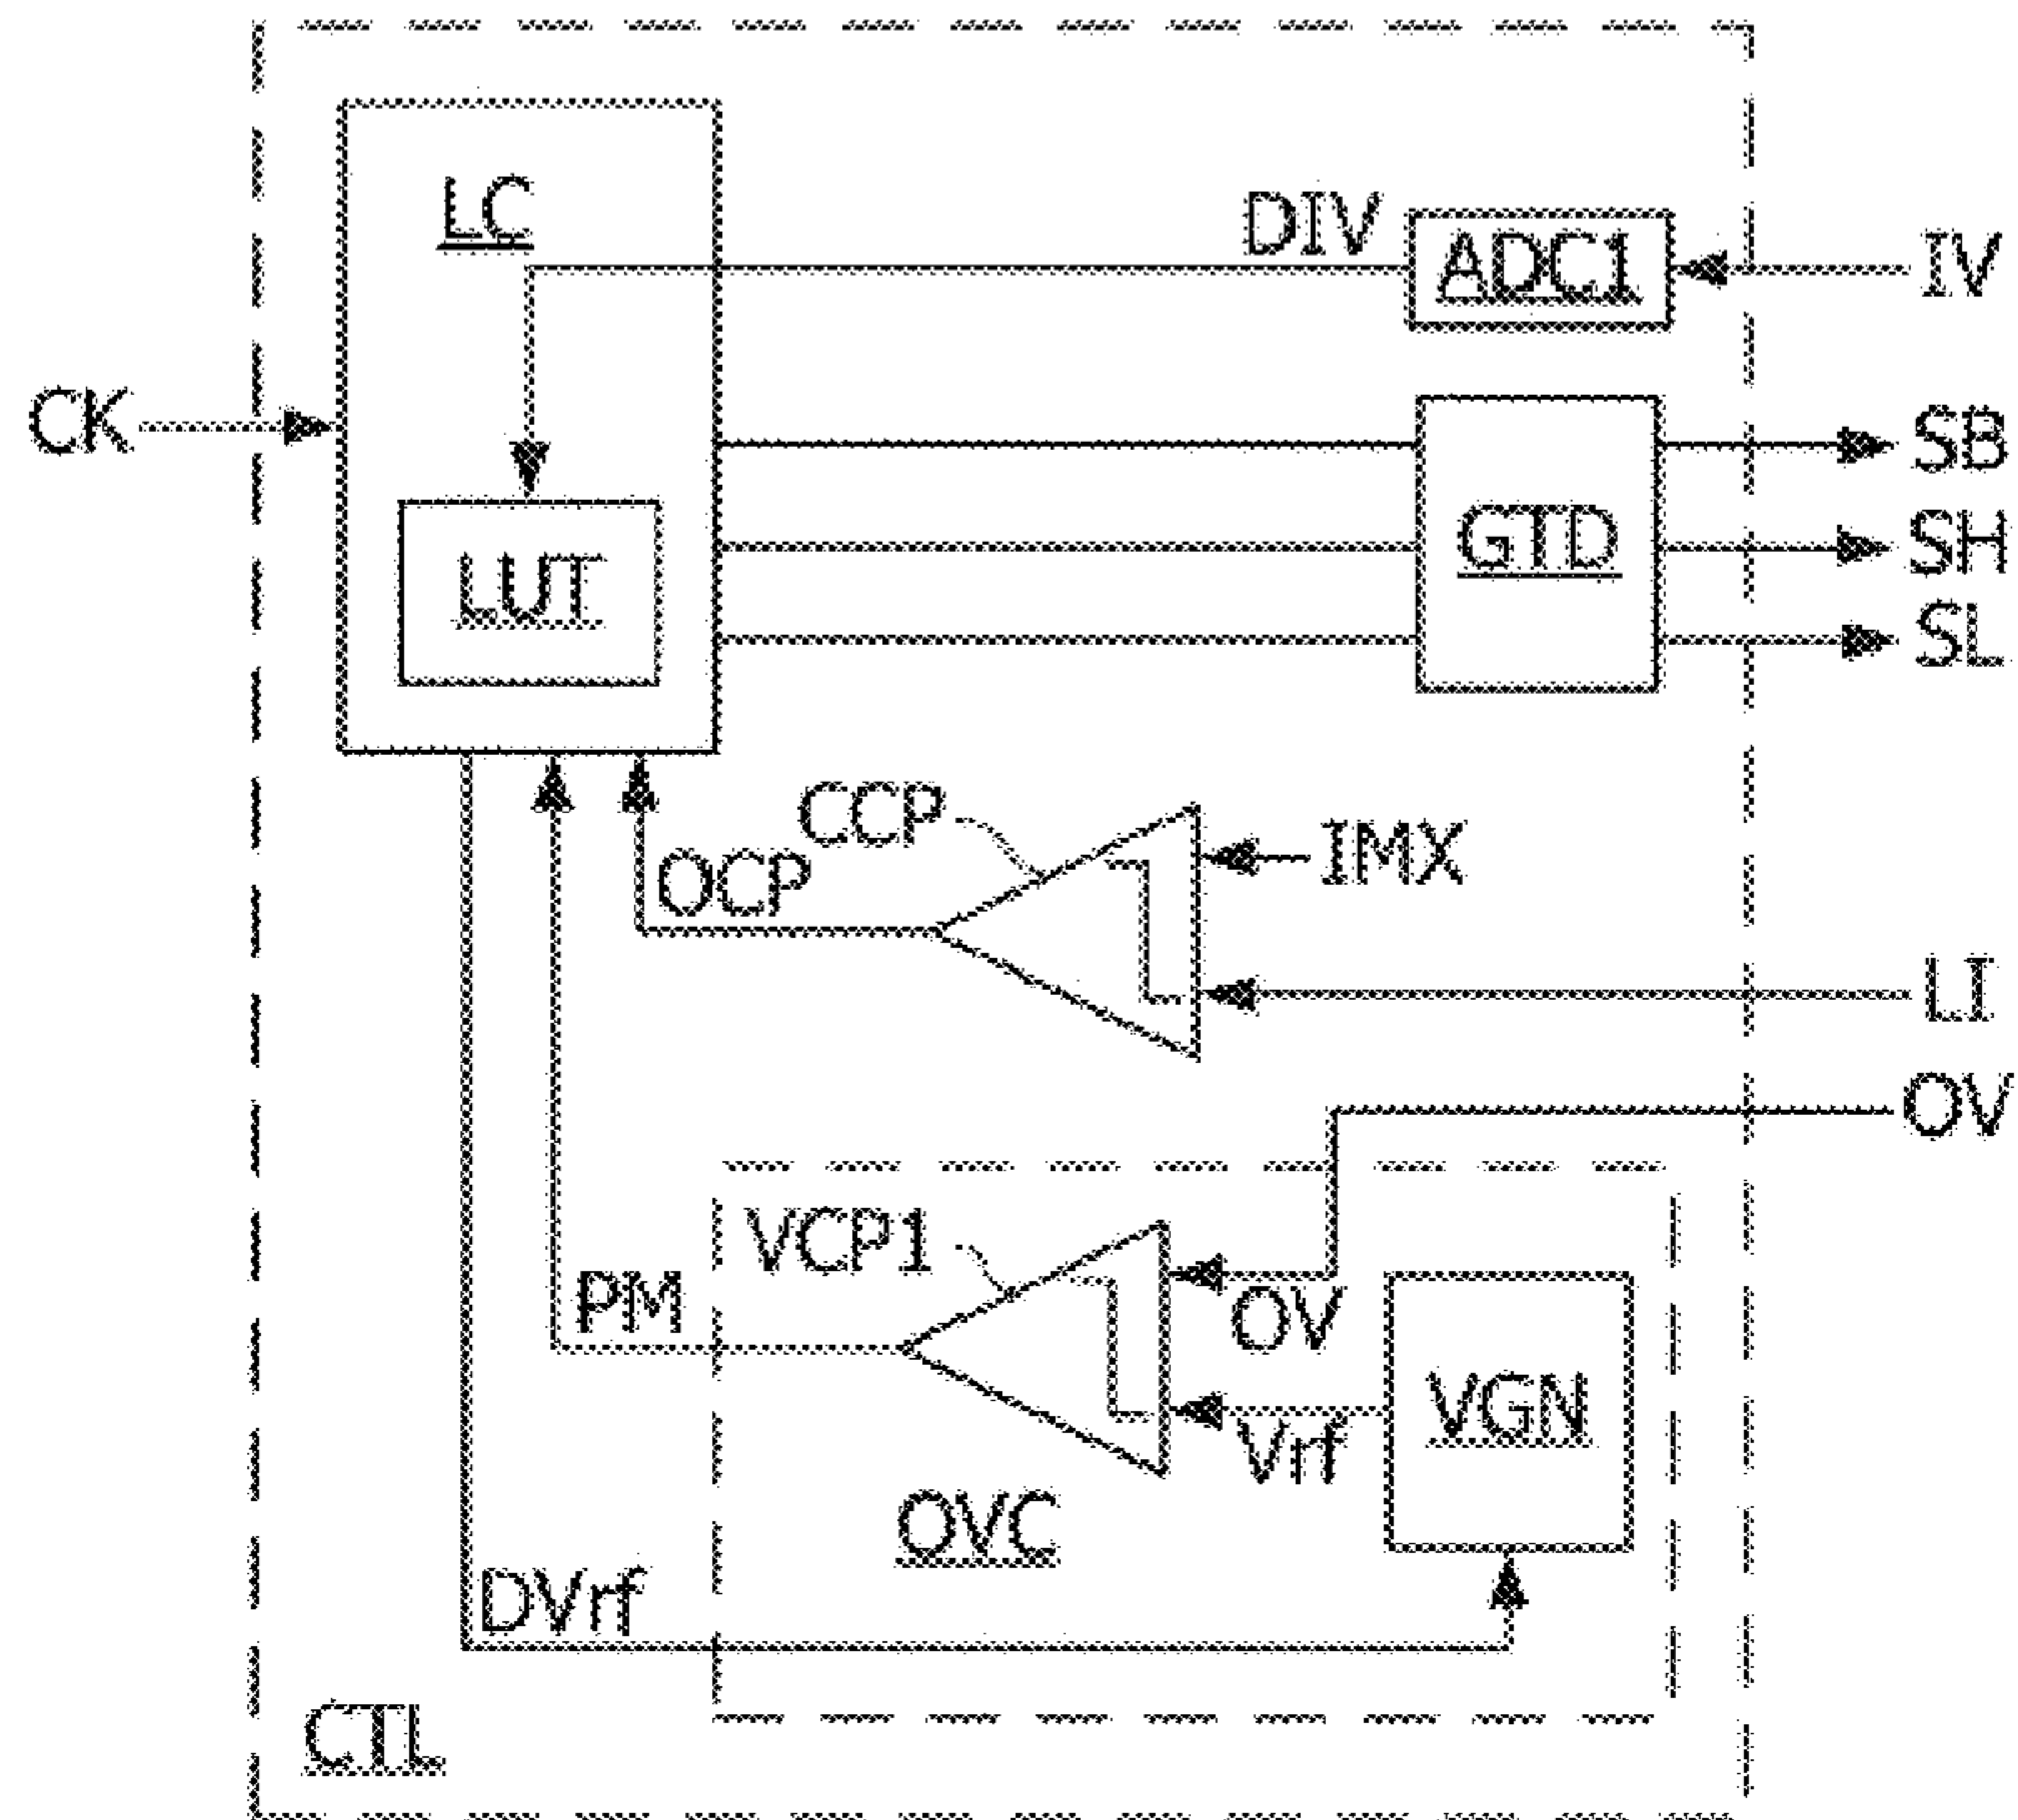 LC
DIV
ADC1
IV
CK
SB
GTD
SH
LUT
SL
CCP
IMX
OCP
LI
OV
VCP1
PM
OV
VGN
Vrf
OVC
DVrf
CTL